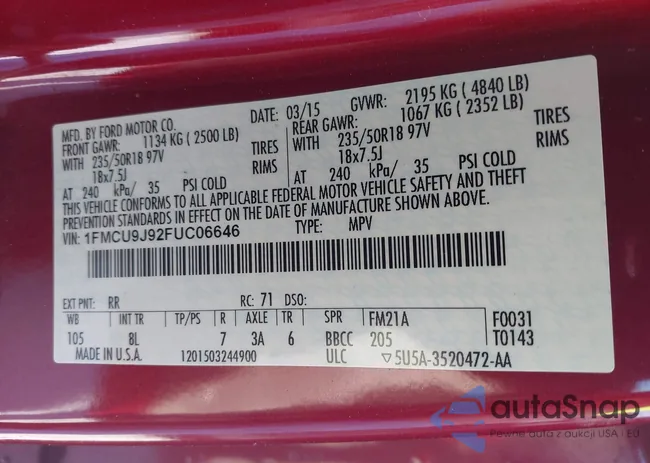 MFD. BY FORD MOTOR CO. DATE: 03/15 GVWR: 2195 KG ( 4840 LB)
FRONT GAWR: 1134 KG ( 2500 LB) REAR GAWR: 1067 KG ( 2352 LB)
WITH 235/50R18 97V TIRES WITH 235/50R18 97V TIRES
18x7.5J RIMS 18x7.5J RIMS
AT 240 kPa/ 35 PSI COLD AT 240 kPa/ 35 PSI COLD
THIS VEHICLE CONFORMS TO ALL APPLICABLE FEDERAL MOTOR VEHICLE SAFETY AND THEFT
PREVENTION STANDARDS IN EFFECT ON THE DATE OF MANUFACTURE SHOWN ABOVE.
VIN: 1FMCU9J92FUC06646 TYPE: MPV
EXT PNT: RR RC: 71 DSO:
WB INT TR TP/PS R AXLE TR SPR FM21A F0031
105 8L 7 3A 6 BBCC 205 T0143
MADE IN U.S.A. 1201503244900 ULC ▽5U5A-3520472-AA
autoSnap
Pewne auta z aukcji USA i EU